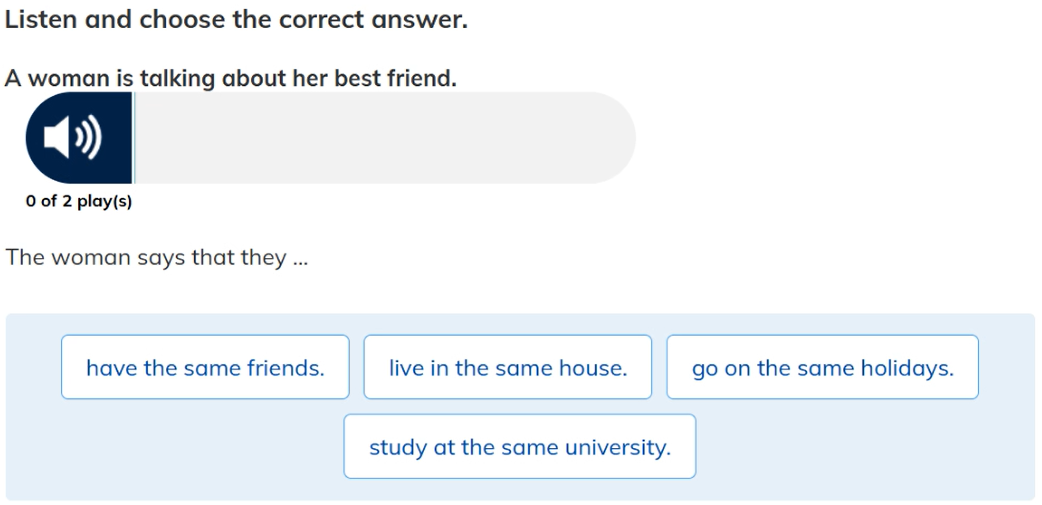 Listen and choose the correct answer.
A woman is talking about her best friend.
0 of 2 play(s)
The woman says that they ...
have the same friends.
live in the same house.
go on the same holidays.
study at the same university.